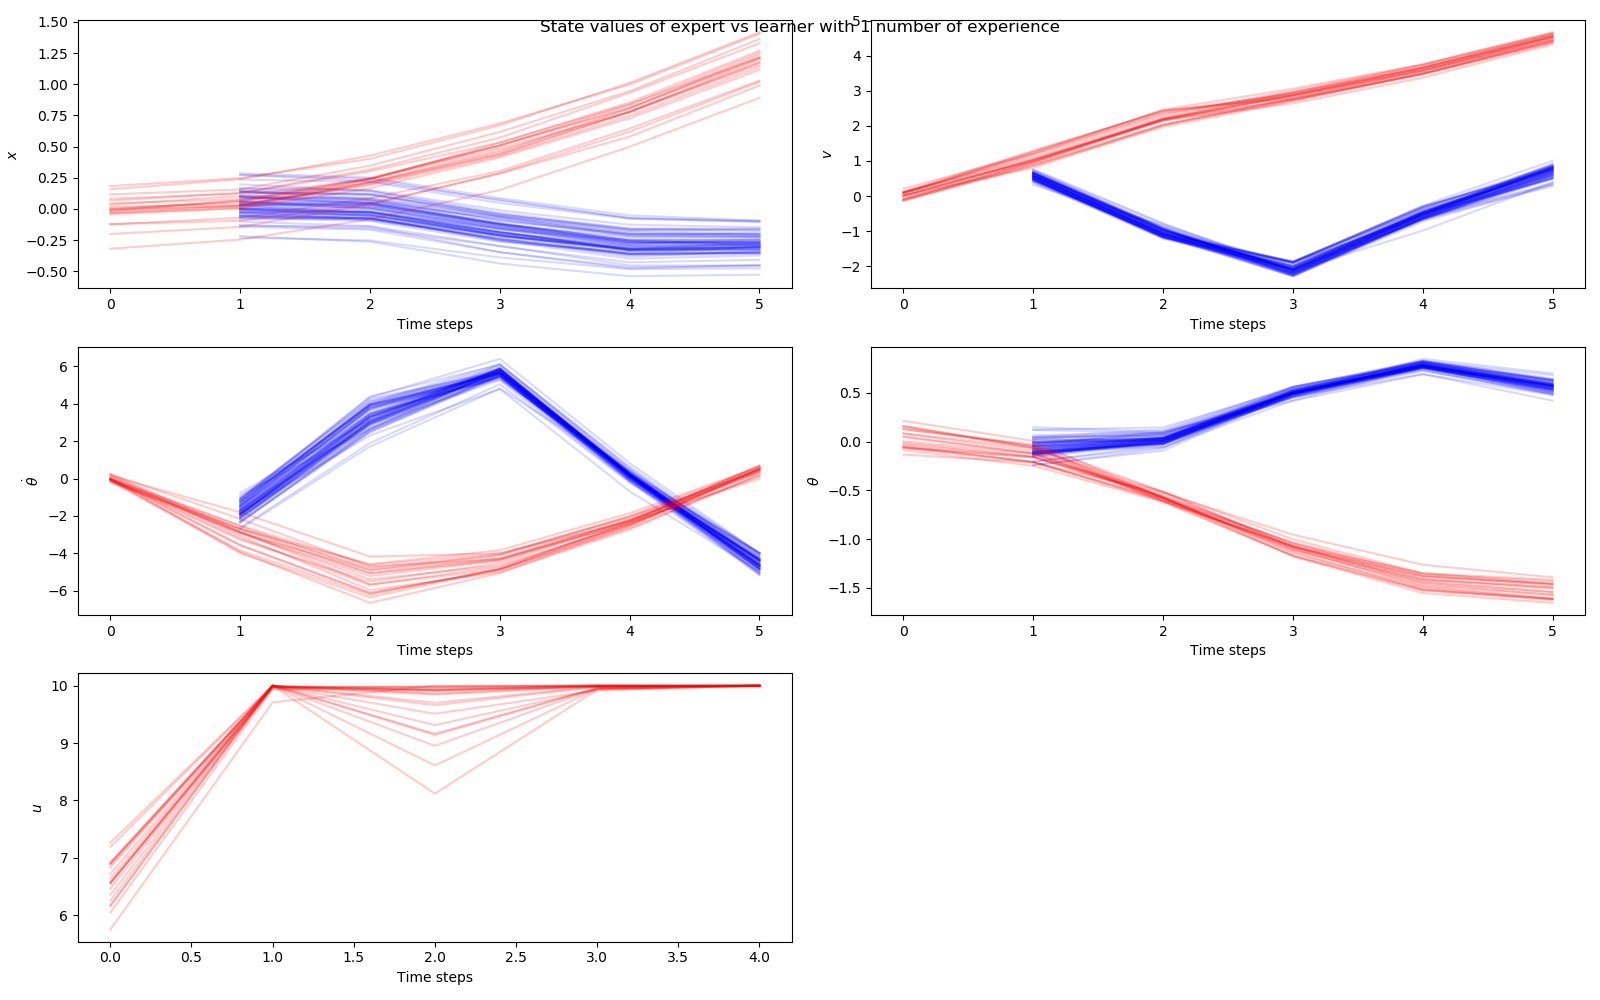 State values of expert vs learner with 1 number of experience
1.50
1.25
1.00
0.75
0.50
0.25
0.00
−0.25
−0.50
x
0 1 2 3 4 5
Time steps
5
4
3
2
1
0
−1
−2
v
0 1 2 3 4 5
Time steps
6
4
2
0
−2
−4
−6
θ̇
0 1 2 3 4 5
Time steps
0.5
0.0
−0.5
−1.0
−1.5
θ
0 1 2 3 4 5
Time steps
10
9
8
7
6
u
0.0 0.5 1.0 1.5 2.0 2.5 3.0 3.5 4.0
Time steps